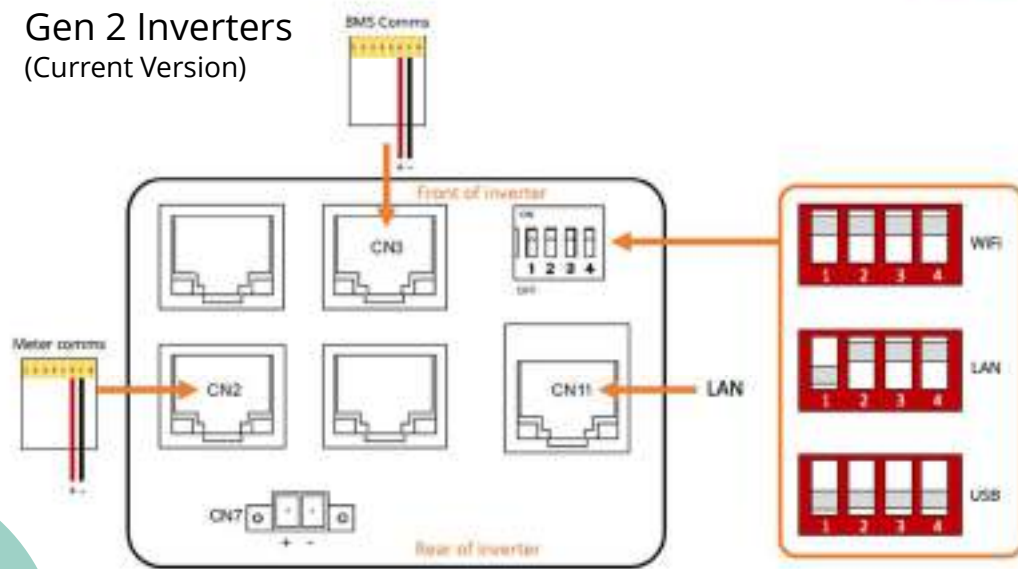 Gen 2 Inverters
(Current Version)
BMS Comms
+ -
Front of inverter
CN3
ON
1 2 3 4
OFF
WiFi
1 2 3 4
Meter comms
CN2
CN11
LAN
LAN
1 2 3 4
+ -
CN7
+ -
Rear of inverter
USB
1 2 3 4